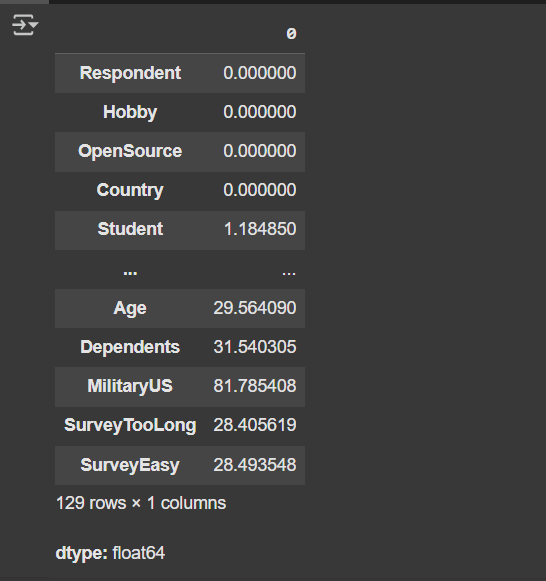 0
Respondent 0.000000
Hobby 0.000000
OpenSource 0.000000
Country 0.000000
Student 1.184850
... ...
Age 29.564090
Dependents 31.540305
MilitaryUS 81.785408
SurveyTooLong 28.405619
SurveyEasy 28.493548
129 rows × 1 columns
dtype: float64